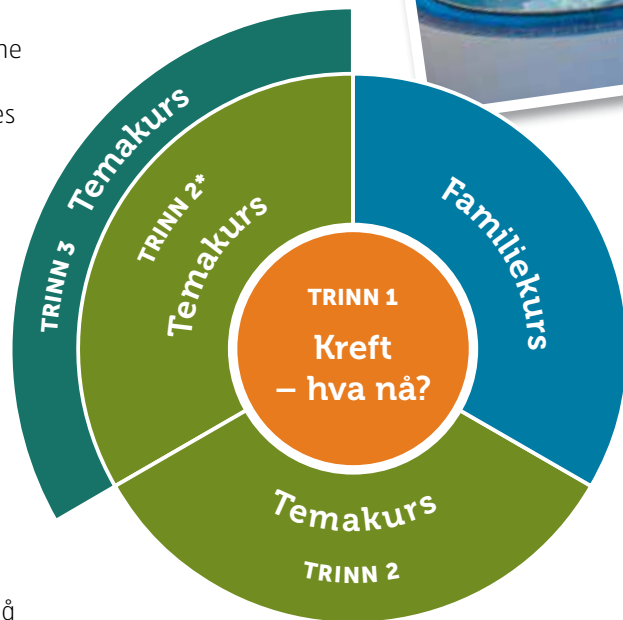 TRINN 3 Temakurs
TRINN 2*
Temakurs
Familiekurs
TRINN 1
Kreft
– hva nå?
Temakurs
TRINN 2